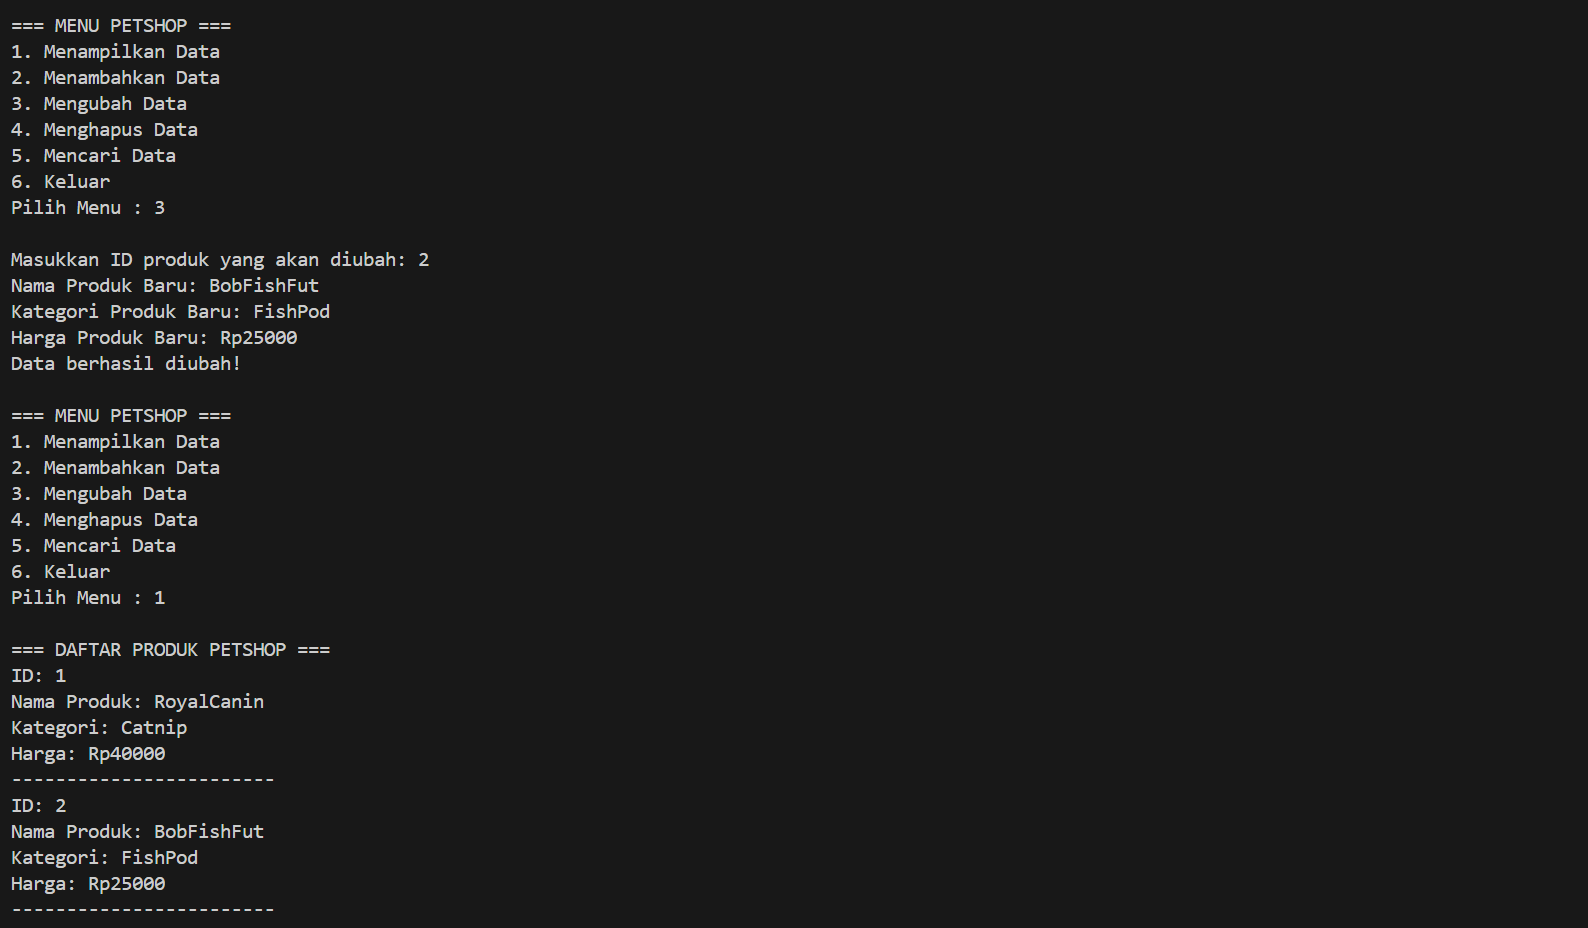 === MENU PETSHOP ===
1. Menampilkan Data
2. Menambahkan Data
3. Mengubah Data
4. Menghapus Data
5. Mencari Data
6. Keluar
Pilih Menu : 3
Masukkan ID produk yang akan diubah: 2
Nama Produk Baru: BobFishFut
Kategori Produk Baru: FishPod
Harga Produk Baru: Rp25000
Data berhasil diubah!
=== MENU PETSHOP ===
1. Menampilkan Data
2. Menambahkan Data
3. Mengubah Data
4. Menghapus Data
5. Mencari Data
6. Keluar
Pilih Menu : 1
=== DAFTAR PRODUK PETSHOP ===
ID: 1
Nama Produk: RoyalCanin
Kategori: Catnip
Harga: Rp40000
------------------------
ID: 2
Nama Produk: BobFishFut
Kategori: FishPod
Harga: Rp25000
------------------------